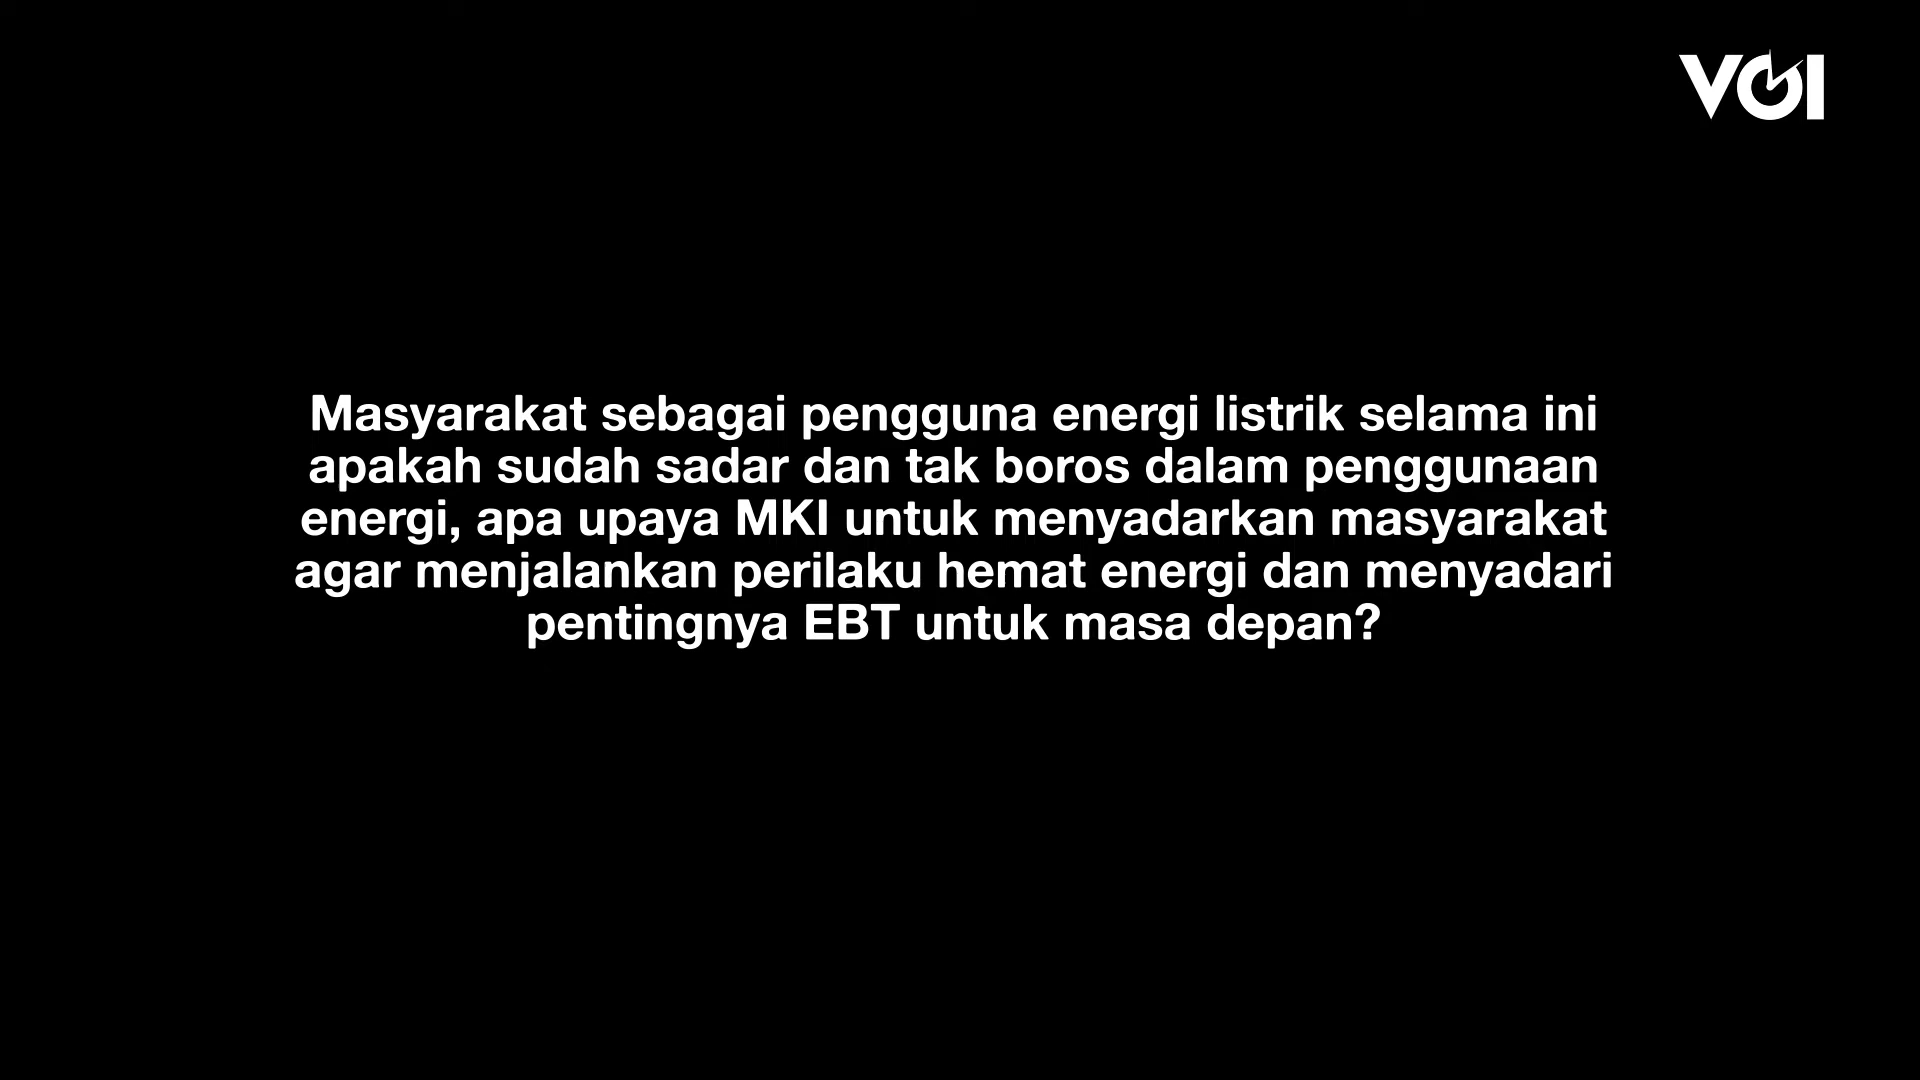 VOI
Masyarakat sebagai pengguna energi listrik selama ini
apakah sudah sadar dan tak boros dalam penggunaan
energi, apa upaya MKI untuk menyadarkan masyarakat
agar menjalankan perilaku hemat energi dan menyadari
pentingnya EBT untuk masa depan?